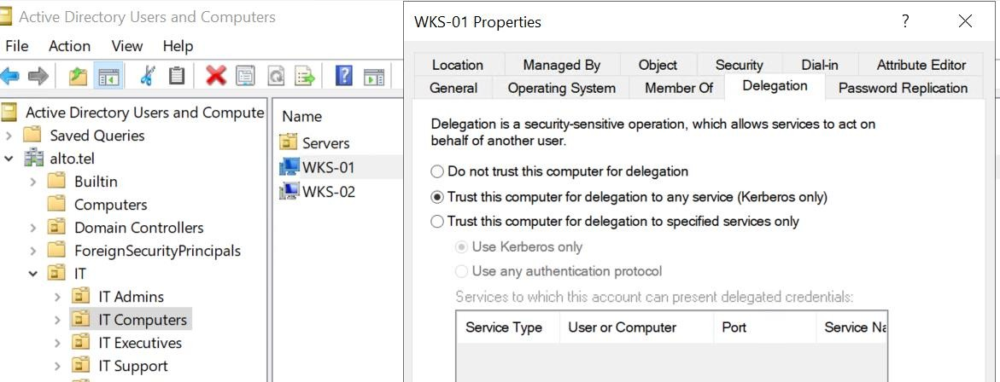 Active Directory Users and Computers
File Action View Help
Active Directory Users and Compute
Saved Queries
alto.tel
Builtin
Computers
Domain Controllers
ForeignSecurityPrincipals
IT
IT Admins
IT Computers
IT Executives
IT Support
Name
Servers
WKS-01
WKS-02
WKS-01 Properties
Location Managed By Object Security Dial-in Attribute Editor
General Operating System Member Of Delegation Password Replication
Delegation is a security-sensitive operation, which allows services to act on
behalf of another user.
Do not trust this computer for delegation
Trust this computer for delegation to any service (Kerberos only)
Trust this computer for delegation to specified services only
Use Kerberos only
Use any authentication protocol
Services to which this account can present delegated credentials:
Service Type User or Computer Port Service Na